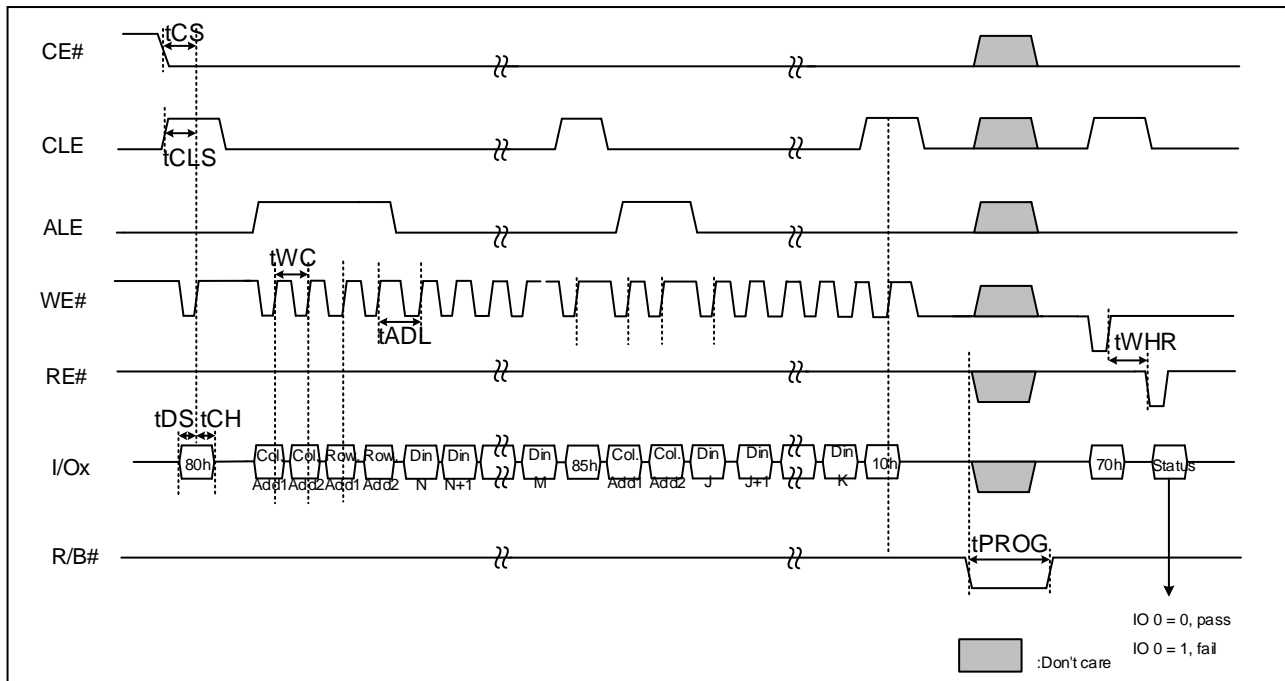 CE#
tCS
CLE
tCLS
ALE
WE#
tWC
tADL
tWHR
RE#
tDS
tCH
I/Ox
80h
Col. Add1
Col. Add2
Row. Add1
Row. Add2
Din N
Din N+1
Din M
85h
Col. Add1
Col. Add2
Din J
Din J+1
Din K
10h
70h
Status
R/B#
tPROG
IO 0 = 0, pass
IO 0 = 1, fail
:Don't care